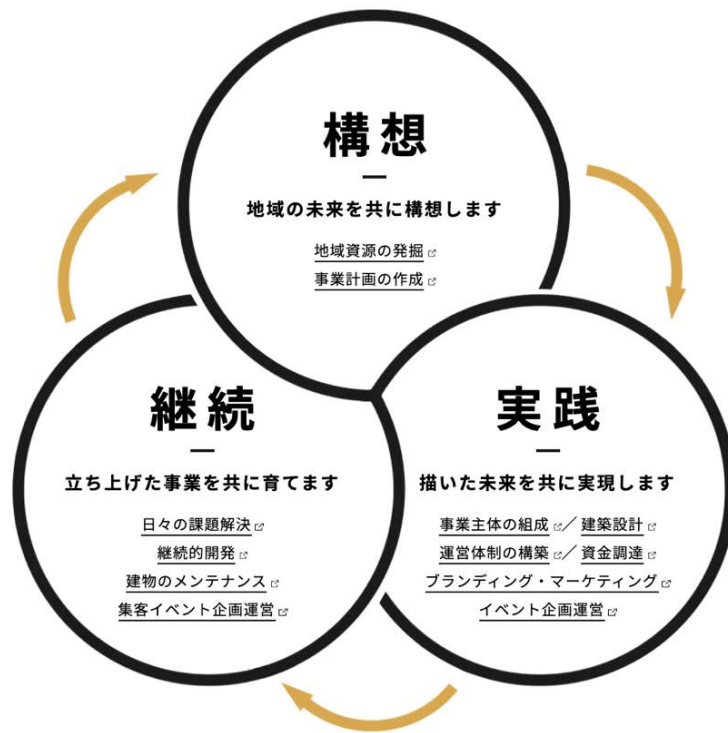 構想
地域の未来を共に構想します
地域資源の発掘
事業計画の作成
継続
立ち上げた事業を共に育てます
日々の課題解決
継続的開発
建物のメンテナンス
集客イベント企画運営
実践
描いた未来を共に実現します
事業主体の組成／建築設計
運営体制の構築／資金調達
ブランディング・マーケティング
イベント企画運営